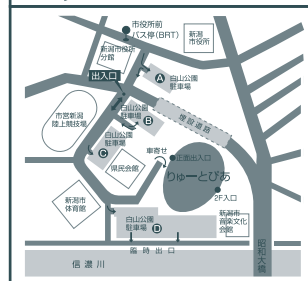 市役所前
バス停(BRT)
新潟
市役所
新潟市役所
分館
出入口
A
白山公園
駐車場
白山公園
駐車場
B
市営新潟
陸上競技場
埋設道路
白山公園
駐車場
C
車寄せ
正面出入口
県民会館
りゅーとぴあ
2F入口
新潟市
体育館
白山公園
駐車場
D
新潟市
音楽文化
会館
臨時出口
昭和大橋
信濃川